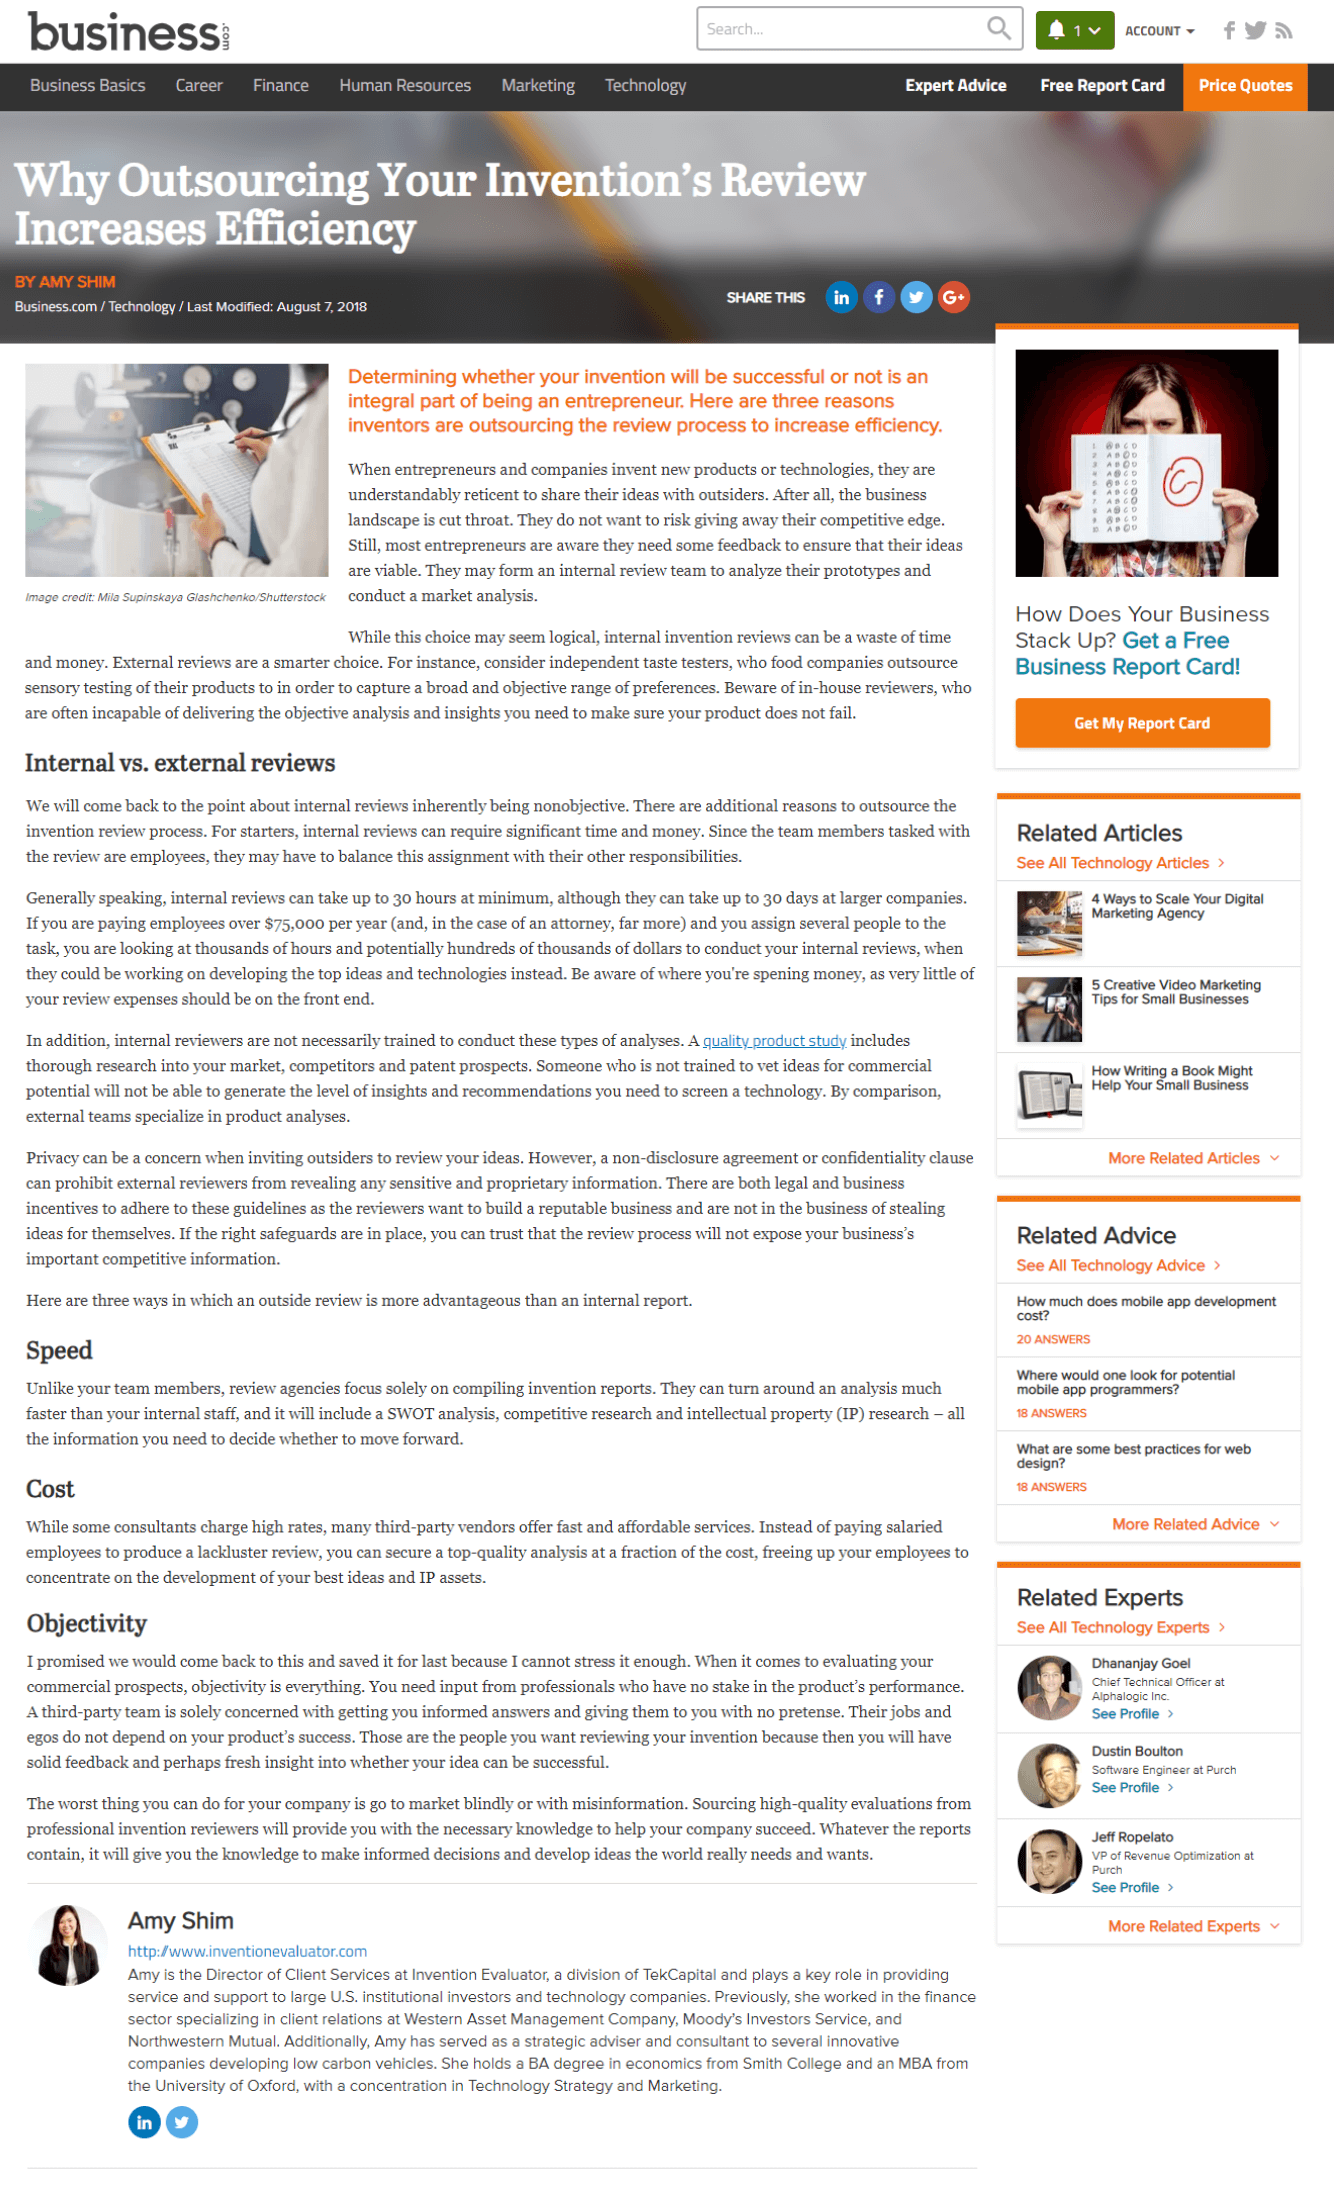 business.com
Search...
1
ACCOUNT
Business Basics
Career
Finance
Human Resources
Marketing
Technology
Expert Advice
Free Report Card
Price Quotes
Why Outsourcing Your Invention's Review
Increases Efficiency
BY AMY SHIM
Business.com / Technology / Last Modified: August 7, 2018
SHARE THIS
Determining whether your invention will be successful or not is an
integral part of being an entrepreneur. Here are three reasons
inventors are outsourcing the review process to increase efficiency.
Image credit: Mila Supinskaya Glashchenko/Shutterstock
When entrepreneurs and companies invent new products or technologies, they are
understandably reticent to share their ideas with outsiders. After all, the business
landscape is cut throat. They do not want to risk giving away their competitive edge.
Still, most entrepreneurs are aware they need some feedback to ensure that their ideas
are viable. They may form an internal review team to analyze their prototypes and
conduct a market analysis.
While this choice may seem logical, internal invention reviews can be a waste of time
and money. External reviews are a smarter choice. For instance, consider independent taste testers, who food companies outsource
sensory testing of their products to in order to capture a broad and objective range of preferences. Beware of in-house reviewers, who
are often incapable of delivering the objective analysis and insights you need to make sure your product does not fail.
Internal vs. external reviews
We will come back to the point about internal reviews inherently being nonobjective. There are additional reasons to outsource the
invention review process. For starters, internal reviews can require significant time and money. Since the team members tasked with
the review are employees, they may have to balance this assignment with their other responsibilities.
Generally speaking, internal reviews can take up to 30 hours at minimum, although they can take up to 30 days at larger companies.
If you are paying employees over $75,000 per year (and, in the case of an attorney, far more) and you assign several people to the
task, you are looking at thousands of hours and potentially hundreds of thousands of dollars to conduct your internal reviews, when
they could be working on developing the top ideas and technologies instead. Be aware of where you're spening money, as very little of
your review expenses should be on the front end.
In addition, internal reviewers are not necessarily trained to conduct these types of analyses. A quality product study includes
thorough research into your market, competitors and patent prospects. Someone who is not trained to vet ideas for commercial
potential will not be able to generate the level of insights and recommendations you need to screen a technology. By comparison,
external teams specialize in product analyses.
Privacy can be a concern when inviting outsiders to review your ideas. However, a non-disclosure agreement or confidentiality clause
can prohibit external reviewers from revealing any sensitive and proprietary information. There are both legal and business
incentives to adhere to these guidelines as the reviewers want to build a reputable business and are not in the business of stealing
ideas for themselves. If the right safeguards are in place, you can trust that the review process will not expose your business's
important competitive information.
Here are three ways in which an outside review is more advantageous than an internal report.
Speed
Unlike your team members, review agencies focus solely on compiling invention reports. They can turn around an analysis much
faster than your internal staff, and it will include a SWOT analysis, competitive research and intellectual property (IP) research – all
the information you need to decide whether to move forward.
Cost
While some consultants charge high rates, many third-party vendors offer fast and affordable services. Instead of paying salaried
employees to produce a lackluster review, you can secure a top-quality analysis at a fraction of the cost, freeing up your employees to
concentrate on the development of your best ideas and IP assets.
Objectivity
I promised we would come back to this and saved it for last because I cannot stress it enough. When it comes to evaluating your
commercial prospects, objectivity is everything. You need input from professionals who have no stake in the product's performance.
A third-party team is solely concerned with getting you informed answers and giving them to you with no pretense. Their jobs and
egos do not depend on your product's success. Those are the people you want reviewing your invention because then you will have
solid feedback and perhaps fresh insight into whether your idea can be successful.
The worst thing you can do for your company is go to market blindly or with misinformation. Sourcing high-quality evaluations from
professional invention reviewers will provide you with the necessary knowledge to help your company succeed. Whatever the reports
contain, it will give you the knowledge to make informed decisions and develop ideas the world really needs and wants.
Amy Shim
http://www.inventionevaluator.com
Amy is the Director of Client Services at Invention Evaluator, a division of TekCapital and plays a key role in providing
service and support to large U.S. institutional investors and technology companies. Previously, she worked in the finance
sector specializing in client relations at Western Asset Management Company, Moody's Investors Service, and
Northwestern Mutual. Additionally, Amy has served as a strategic adviser and consultant to several innovative
companies developing low carbon vehicles. She holds a BA degree in economics from Smith College and an MBA from
the University of Oxford, with a concentration in Technology Strategy and Marketing.
C
How Does Your Business
Stack Up? Get a Free
Business Report Card!
Get My Report Card
Related Articles
See All Technology Articles
4 Ways to Scale Your Digital
Marketing Agency
5 Creative Video Marketing
Tips for Small Businesses
How Writing a Book Might
Help Your Small Business
More Related Articles
Related Advice
See All Technology Advice
How much does mobile app development
cost?
20 ANSWERS
Where would one look for potential
mobile app programmers?
18 ANSWERS
What are some best practices for web
design?
18 ANSWERS
More Related Advice
Related Experts
See All Technology Experts
Dhananjay Goel
Chief Technical Officer at
Alphalogic Inc.
See Profile
Dustin Boulton
Software Engineer at Purch
See Profile
Jeff Ropelato
VP of Revenue Optimization at
Purch
See Profile
More Related Experts